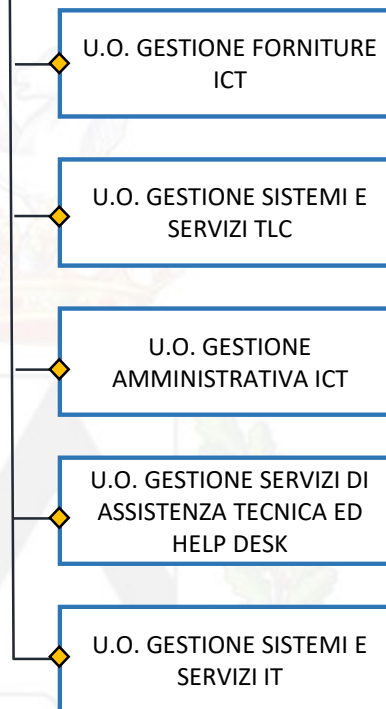 U.O. GESTIONE FORNITURE
ICT
U.O. GESTIONE SISTEMI E
SERVIZI TLC
U.O. GESTIONE
AMMINISTRATIVA ICT
U.O. GESTIONE SERVIZI DI
ASSISTENZA TECNICA ED
HELP DESK
U.O. GESTIONE SISTEMI E
SERVIZI IT